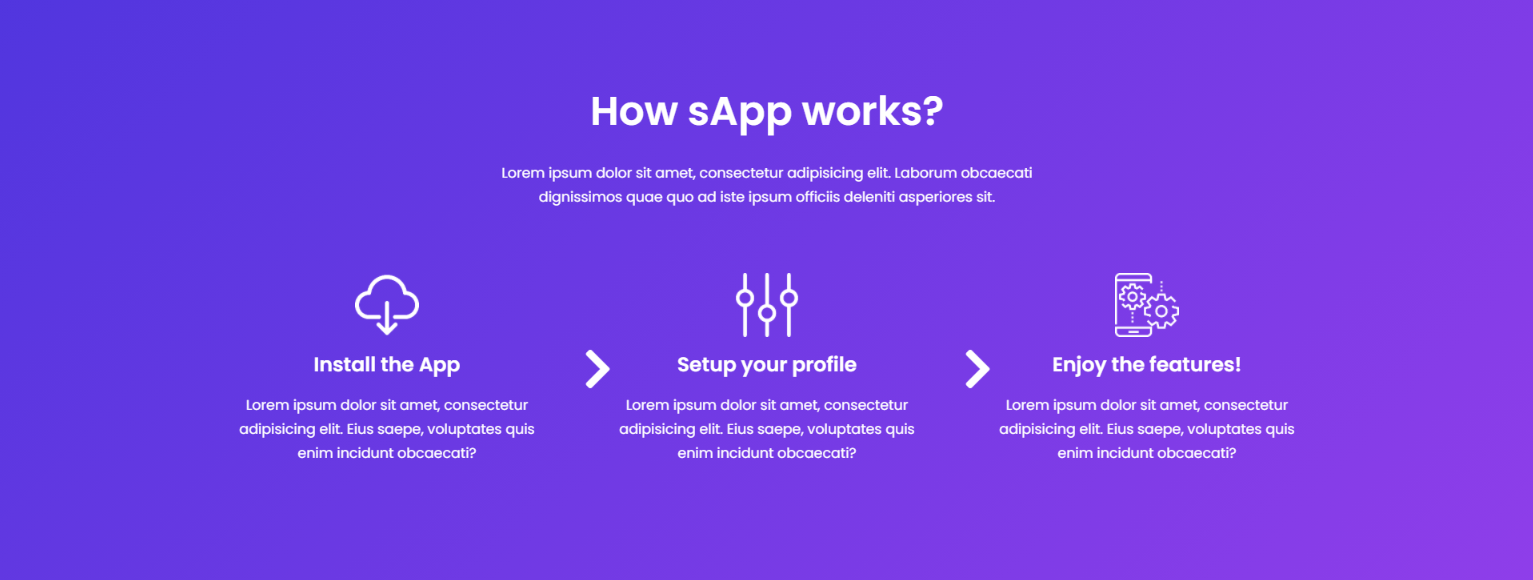 How sApp works?
Lorem ipsum dolor sit amet, consectetur adipisicing elit. Laborum obcaecati
dignissimos quae quo ad iste ipsum officiis deleniti asperiores sit.
Install the App
Lorem ipsum dolor sit amet, consectetur
adipisicing elit. Eius saepe, voluptates quis
enim incidunt obcaecati?
Setup your profile
Lorem ipsum dolor sit amet, consectetur
adipisicing elit. Eius saepe, voluptates quis
enim incidunt obcaecati?
Enjoy the features!
Lorem ipsum dolor sit amet, consectetur
adipisicing elit. Eius saepe, voluptates quis
enim incidunt obcaecati?